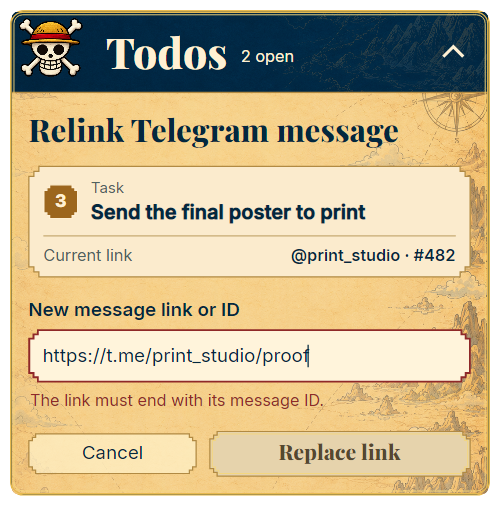 Todos 2 open
Relink Telegram message
3
Task
Send the final poster to print
Current link @print_studio · #482
New message link or ID
https://t.me/print_studio/proof
The link must end with its message ID.
Cancel Replace link